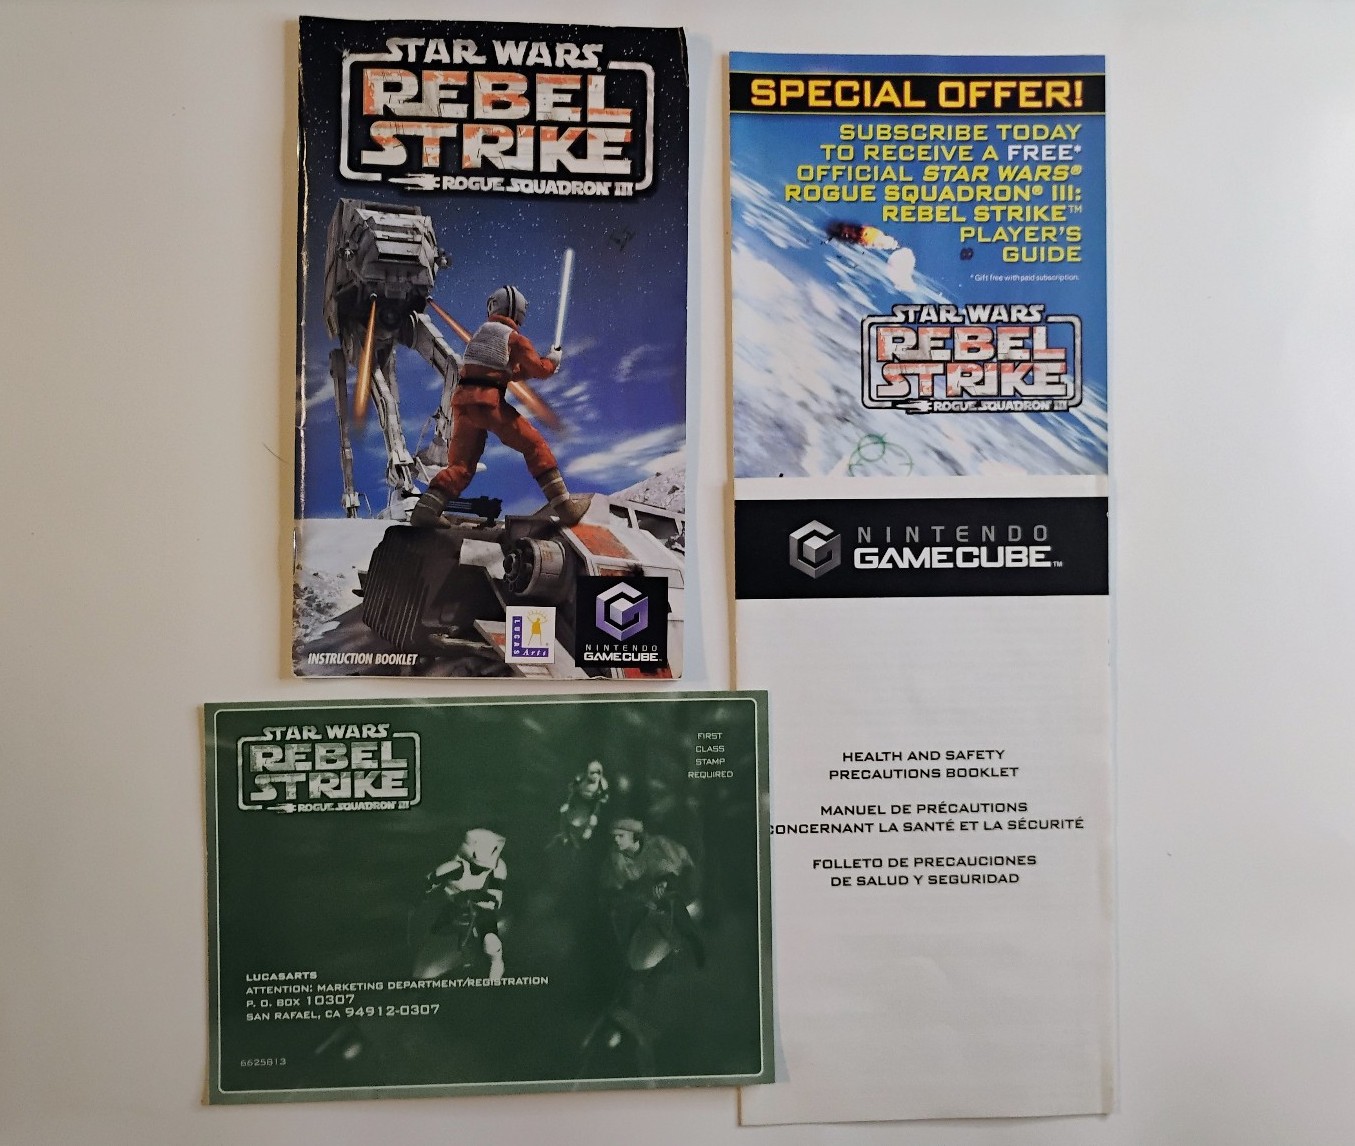 STAR WARS
REBEL
STRIKE
ROGUE SQUADRON III
INSTRUCTION BOOKLET
LUCAS
Arts
NINTENDO
GAMECUBE™
SPECIAL OFFER!
SUBSCRIBE TODAY
TO RECEIVE A FREE*
OFFICIAL STAR WARS®
ROGUE SQUADRON® III:
REBEL STRIKE™
PLAYER'S
GUIDE
* Gift free with paid subscription.
STAR WARS
REBEL
STRIKE
ROGUE SQUADRON III
NINTENDO
GAMECUBE™
HEALTH AND SAFETY
PRECAUTIONS BOOKLET
MANUEL DE PRÉCAUTIONS
CONCERNANT LA SANTÉ ET LA SÉCURITÉ
FOLLETO DE PRECAUCIONES
DE SALUD Y SEGURIDAD
STAR WARS
REBEL
STRIKE
ROGUE SQUADRON III
FIRST
CLASS
STAMP
REQUIRED
LUCASARTS
ATTENTION: MARKETING DEPARTMENT/REGISTRATION
P. O. BOX 10307
SAN RAFAEL, CA 94912-0307
6625813